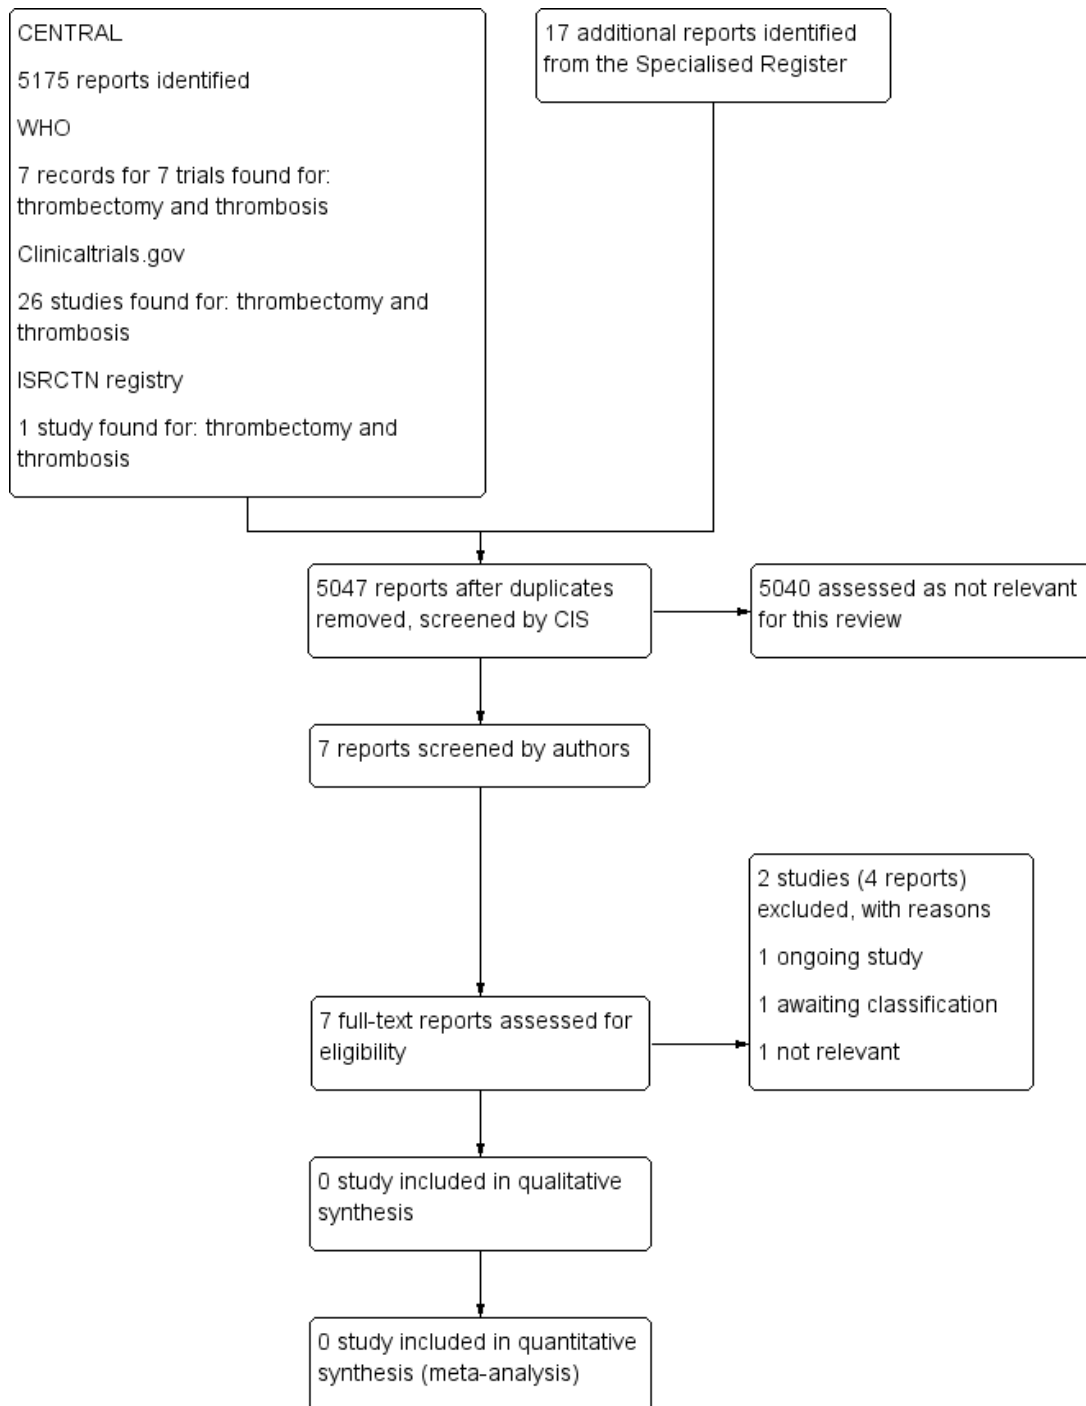 CENTRAL
5175 reports identified
WHO
7 records for 7 trials found for:
thrombectomy and thrombosis
Clinicaltrials.gov
26 studies found for: thrombectomy and
thrombosis
ISRCTN registry
1 study found for: thrombectomy and
thrombosis
17 additional reports identified
from the Specialised Register
5047 reports after duplicates
removed, screened by CIS
5040 assessed as not relevant
for this review
7 reports screened by authors
2 studies (4 reports)
excluded, with reasons
1 ongoing study
1 awaiting classification
1 not relevant
7 full-text reports assessed for
eligibility
0 study included in qualitative
synthesis
0 study included in quantitative
synthesis (meta-analysis)